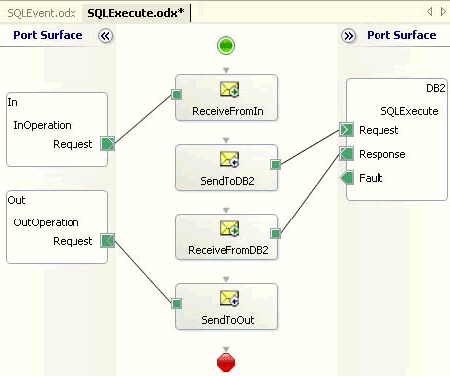 SQLEvent.odx SQLExecute.odx*
Port Surface
Port Surface
In
InOperation
Request
Out
OutOperation
Request
ReceiveFromIn
SendToDB2
ReceiveFromDB2
SendToOut
DB2
SQLExecute
Request
Response
Fault